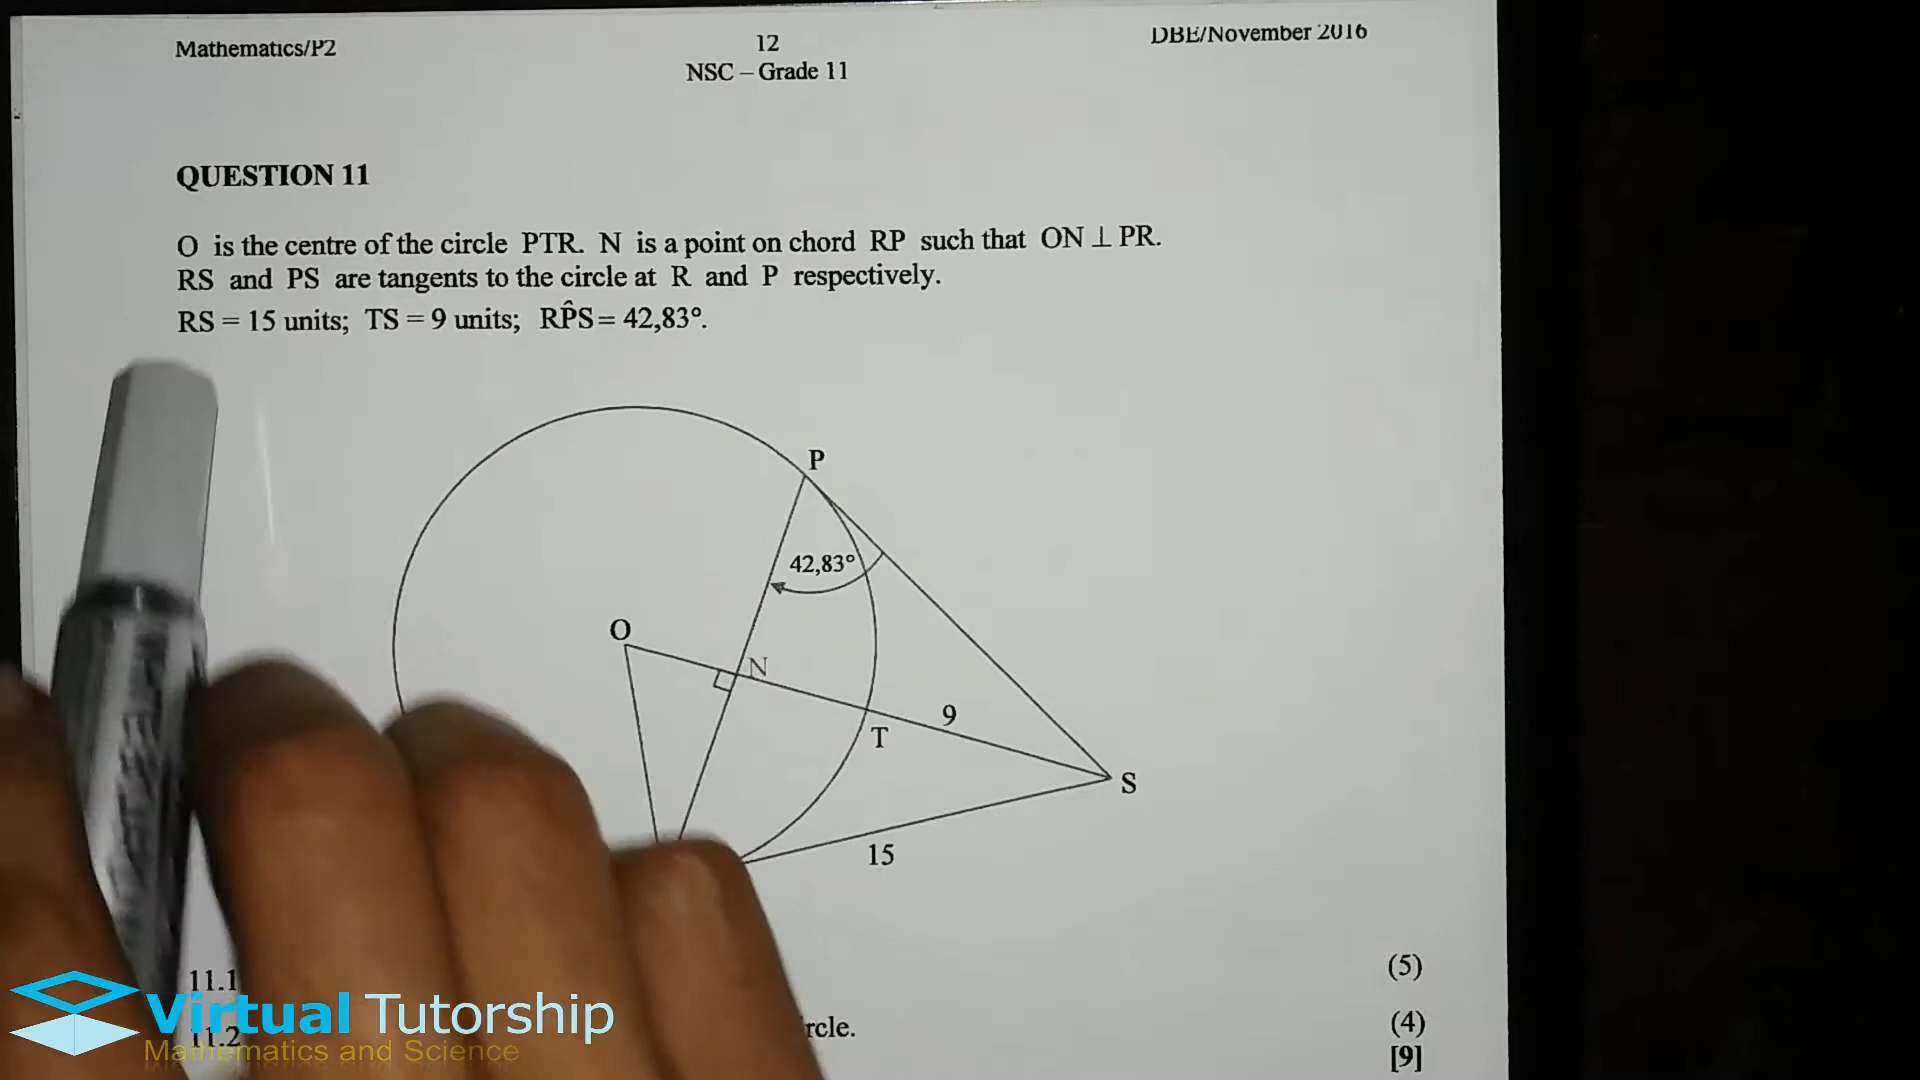 Mathematics/P2
12
DBE/November 2016
NSC – Grade 11
QUESTION 11
O is the centre of the circle PTR. N is a point on chord RP such that ON ⊥ PR.
RS and PS are tangents to the circle at R and P respectively.
RS = 15 units; TS = 9 units; RP̂S = 42,83°.
P
42,83°
O
N
9
T
S
15
11.1
(5)
Virtual Tutorship
11.2
rcle.
(4)
Mathematics and Science
[9]